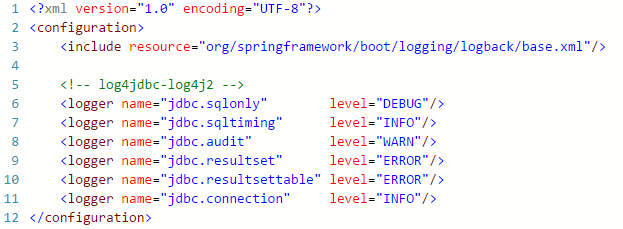 1 <?xml version="1.0" encoding="UTF-8"?>
2 <configuration>
3     <include resource="org/springframework/boot/logging/logback/base.xml"/>
4
5     <!-- log4jdbc-log4j2 -->
6     <logger name="jdbc.sqlonly"        level="DEBUG"/>
7     <logger name="jdbc.sqltiming"      level="INFO"/>
8     <logger name="jdbc.audit"          level="WARN"/>
9     <logger name="jdbc.resultset"      level="ERROR"/>
10     <logger name="jdbc.resultsettable" level="ERROR"/>
11     <logger name="jdbc.connection"     level="INFO"/>
12 </configuration>